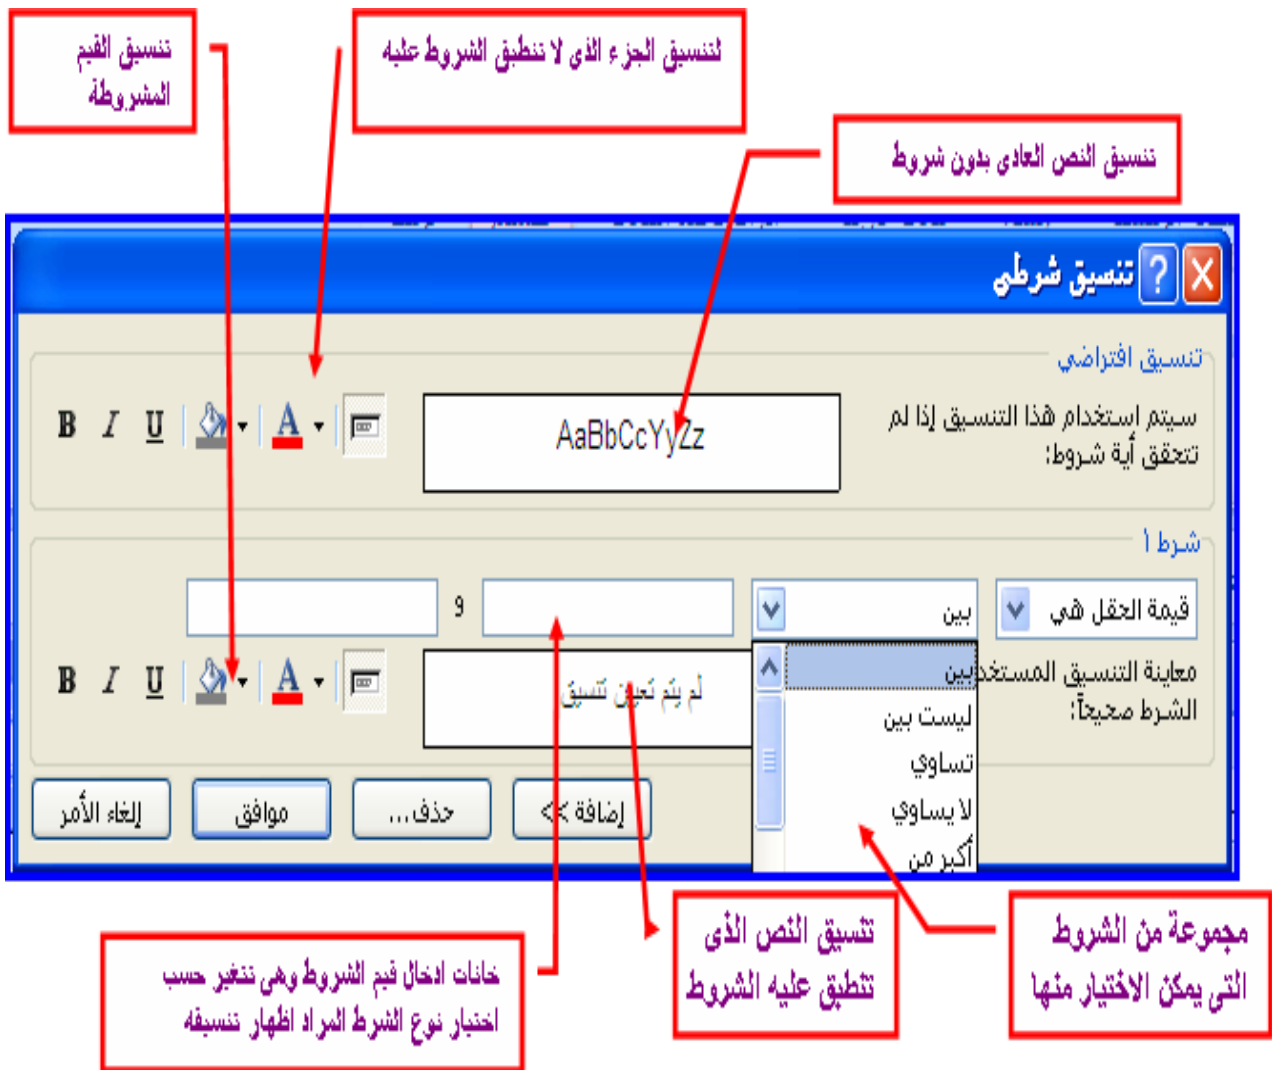 تنسيق القيم
المشروطة
لتنسيق الجزء الذى لا تنطبق الشروط عليه
تنسيق النص العادى بدون شروط
تنسيق شرطي
تنسيق افتراضي
سيتم استخدام هذا التنسيق إذا لم
تتحقق أية شروط:
AaBbCcYyZz
B I U A
شرط ١
قيمة الحقل هي
بين
و
معاينة التنسيق المستخد
الشرط صحيحاً:
لم يتم تعيين تنسيق
B I U A
بين
ليست بين
تساوي
لا يساوي
أكبر من
إضافة >>
حذف...
موافق
إلغاء الأمر
مجموعة من الشروط
التى يمكن الاختيار منها
تنسيق النص الذى
تنطبق عليه الشروط
خانات ادخال قيم الشروط وهى تتغير حسب
اختيار نوع الشرط المراد اظهار تنسيقه